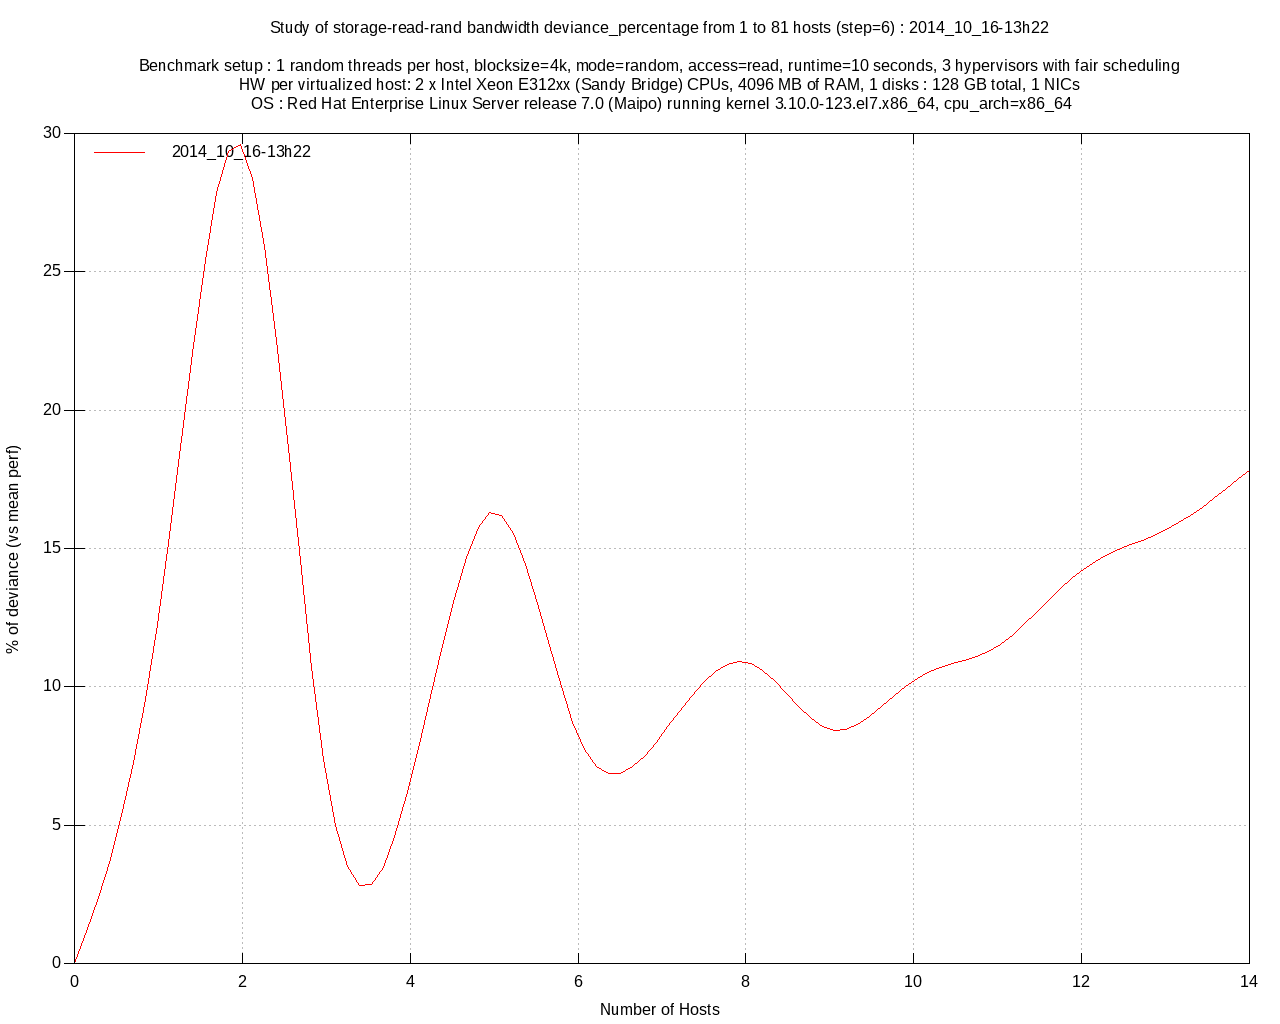 Study of storage-read-rand bandwidth deviance_percentage from 1 to 81 hosts (step=6) : 2014_10_16-13h22
Benchmark setup : 1 random threads per host, blocksize=4k, mode=random, access=read, runtime=10 seconds, 3 hypervisors with fair scheduling
HW per virtualized host: 2 x Intel Xeon E312xx (Sandy Bridge) CPUs, 4096 MB of RAM, 1 disks : 128 GB total, 1 NICs
OS : Red Hat Enterprise Linux Server release 7.0 (Maipo) running kernel 3.10.0-123.el7.x86_64, cpu_arch=x86_64
2014_10_16-13h22
30
25
20
15
10
5
0
% of deviance (vs mean perf)
0 2 4 6 8 10 12 14
Number of Hosts